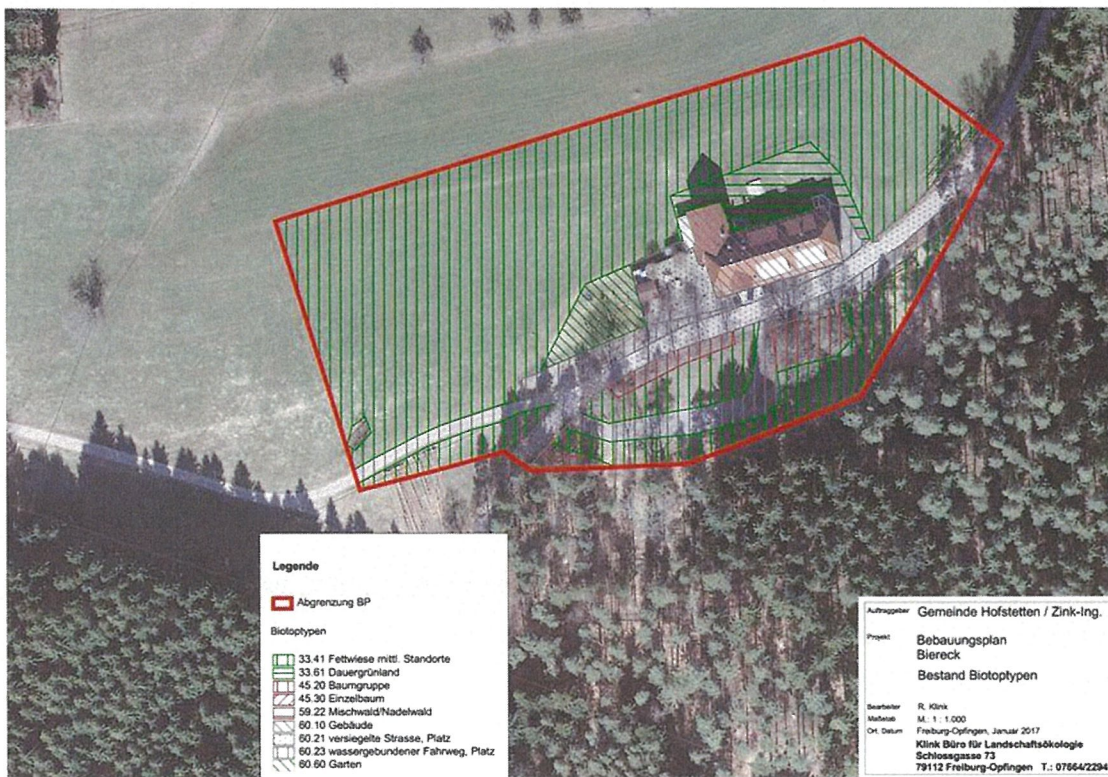 Legende
Abgrenzung BP
Biotoptypen
33.41 Fettwiese mittl. Standorte
33.61 Dauergrünland
45.20 Baumgruppe
45.30 Einzelbaum
59.22 Mischwald/Nadelwald
60.10 Gebäude
60.21 versiegelte Strasse, Platz
60.23 wassergebundener Fahrweg, Platz
60.60 Garten
Auftraggeber Gemeinde Hofstetten / Zink-Ing.
Projekt Bebauungsplan
Biereck
Bestand Biotoptypen
Bearbeiter R. Klink
Maßstab M.: 1 : 1.000
Ort, Datum Freiburg-Opfingen, Januar 2017
Klink Büro für Landschaftsökologie
Schlossgasse 73
79112 Freiburg-Opfingen T.: 07664/2294